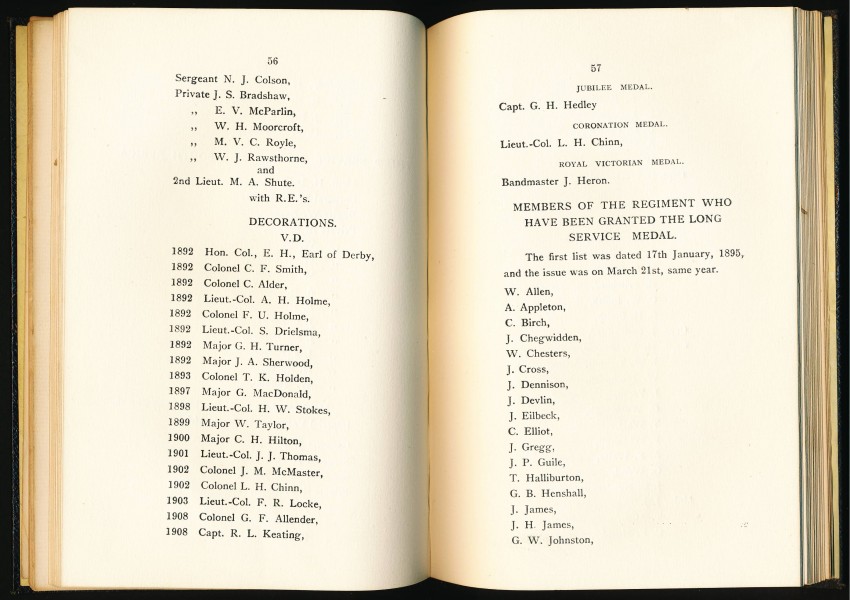 56
Sergeant N. J. Colson,
Private J. S. Bradshaw,
,, E. V. McParlin,
,, W. H. Moorcroft,
,, M. V. C. Royle,
,, W. J. Rawsthorne,
and
2nd Lieut. M. A. Shute.
with R.E.'s.
DECORATIONS.
V.D.
1892 Hon. Col., E. H., Earl of Derby,
1892 Colonel C. F. Smith,
1892 Colonel C. Alder,
1892 Lieut.-Col. A. H. Holme,
1892 Colonel F. U. Holme,
1892 Lieut.-Col. S. Drielsma,
1892 Major G. H. Turner,
1892 Major J. A. Sherwood,
1893 Colonel T. K. Holden,
1897 Major G. MacDonald,
1898 Lieut.-Col. H. W. Stokes,
1899 Major W. Taylor,
1900 Major C. H. Hilton,
1901 Lieut.-Col. J. J. Thomas,
1902 Colonel J. M. McMaster,
1902 Colonel L. H. Chinn,
1903 Lieut.-Col. F. R. Locke,
1908 Colonel G. F. Allender,
1908 Capt. R. L. Keating,
57
JUBILEE MEDAL.
Capt. G. H. Hedley
CORONATION MEDAL.
Lieut.-Col. L. H. Chinn,
ROYAL VICTORIAN MEDAL.
Bandmaster J. Heron.
MEMBERS OF THE REGIMENT WHO
HAVE BEEN GRANTED THE LONG
SERVICE MEDAL.
The first list was dated 17th January, 1895,
and the issue was on March 21st, same year.
W. Allen,
A. Appleton,
C. Birch,
J. Chegwidden,
W. Chesters,
J. Cross,
J. Dennison,
J. Devlin,
J. Eilbeck,
C. Elliot,
J. Gregg,
J. P. Guile,
T. Halliburton,
G. B. Henshall,
J. James,
J. H. James,
G. W. Johnston,